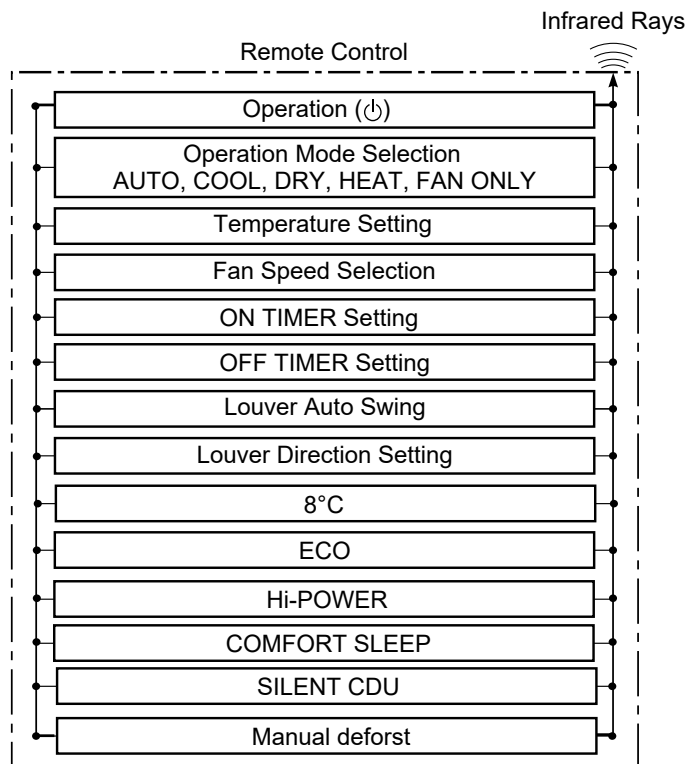 Infrared Rays
Remote Control
Operation (⏻)
Operation Mode Selection
AUTO, COOL, DRY, HEAT, FAN ONLY
Temperature Setting
Fan Speed Selection
ON TIMER Setting
OFF TIMER Setting
Louver Auto Swing
Louver Direction Setting
8°C
ECO
Hi-POWER
COMFORT SLEEP
SILENT CDU
Manual deforst